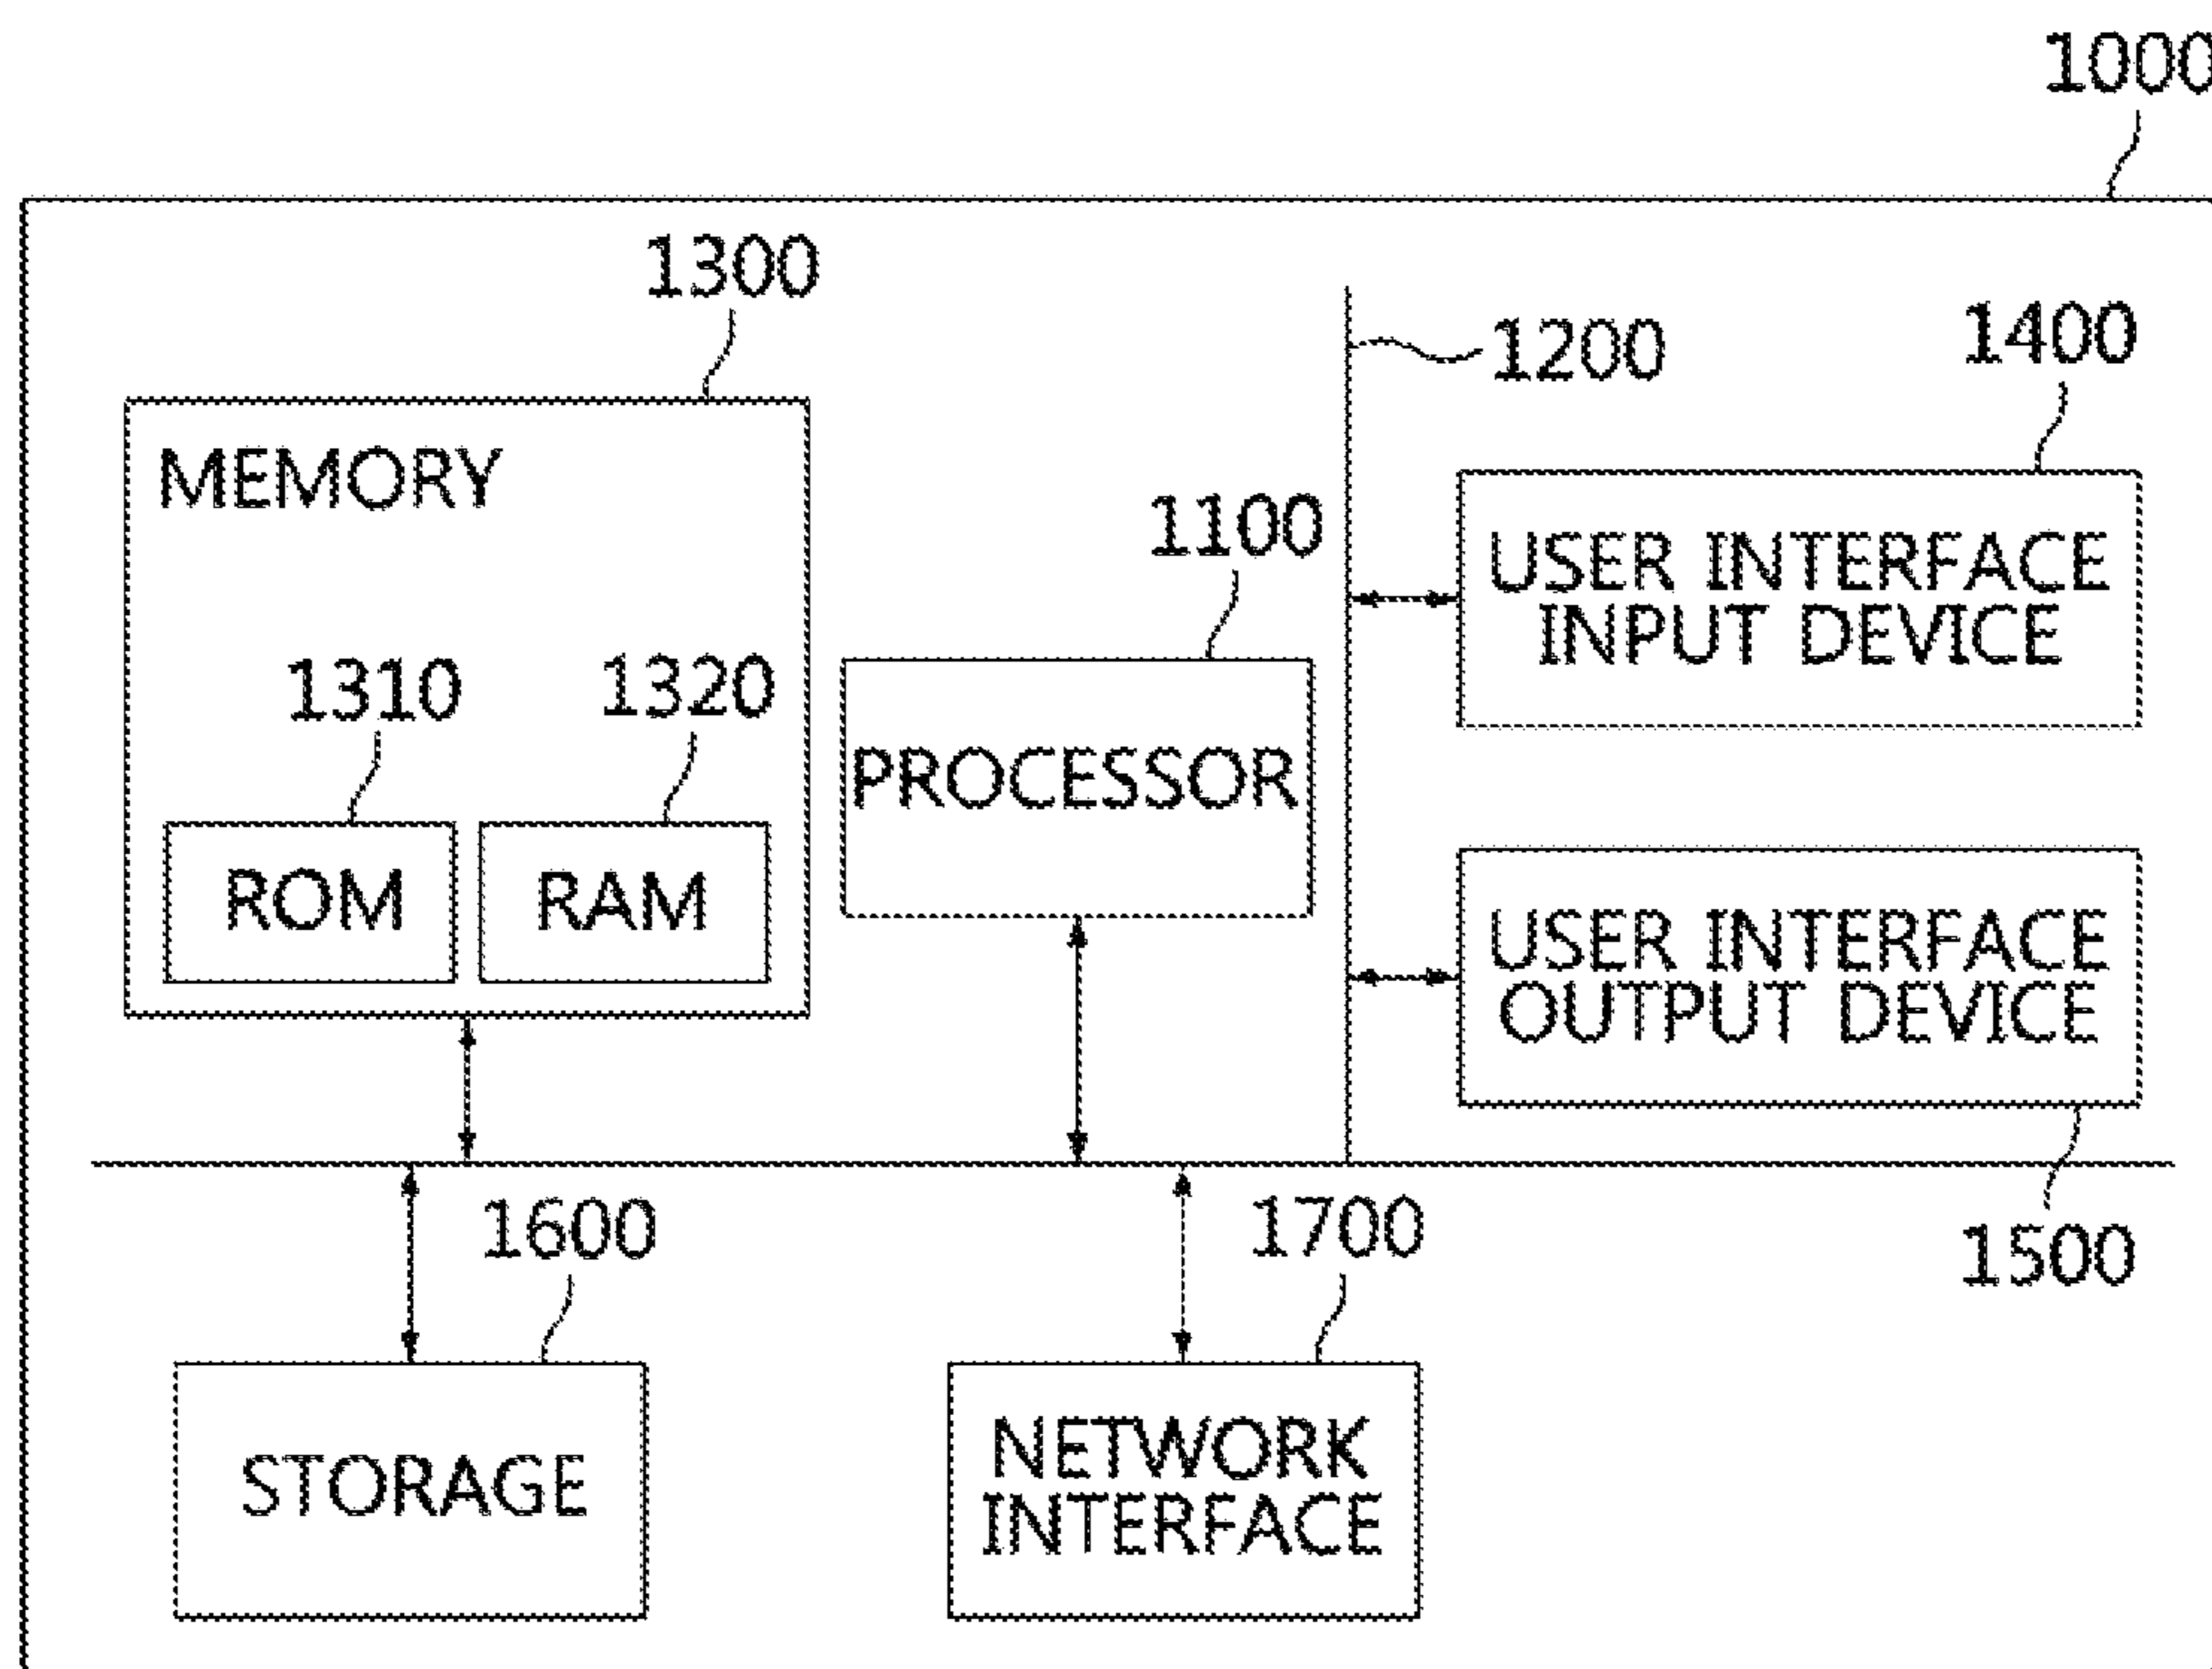 1000
1300
1200
1400
MEMORY
1100
USER INTERFACE
INPUT DEVICE
1310
1320
PROCESSOR
ROM
RAM
USER INTERFACE
OUTPUT DEVICE
1600
1700
1500
STORAGE
NETWORK
INTERFACE